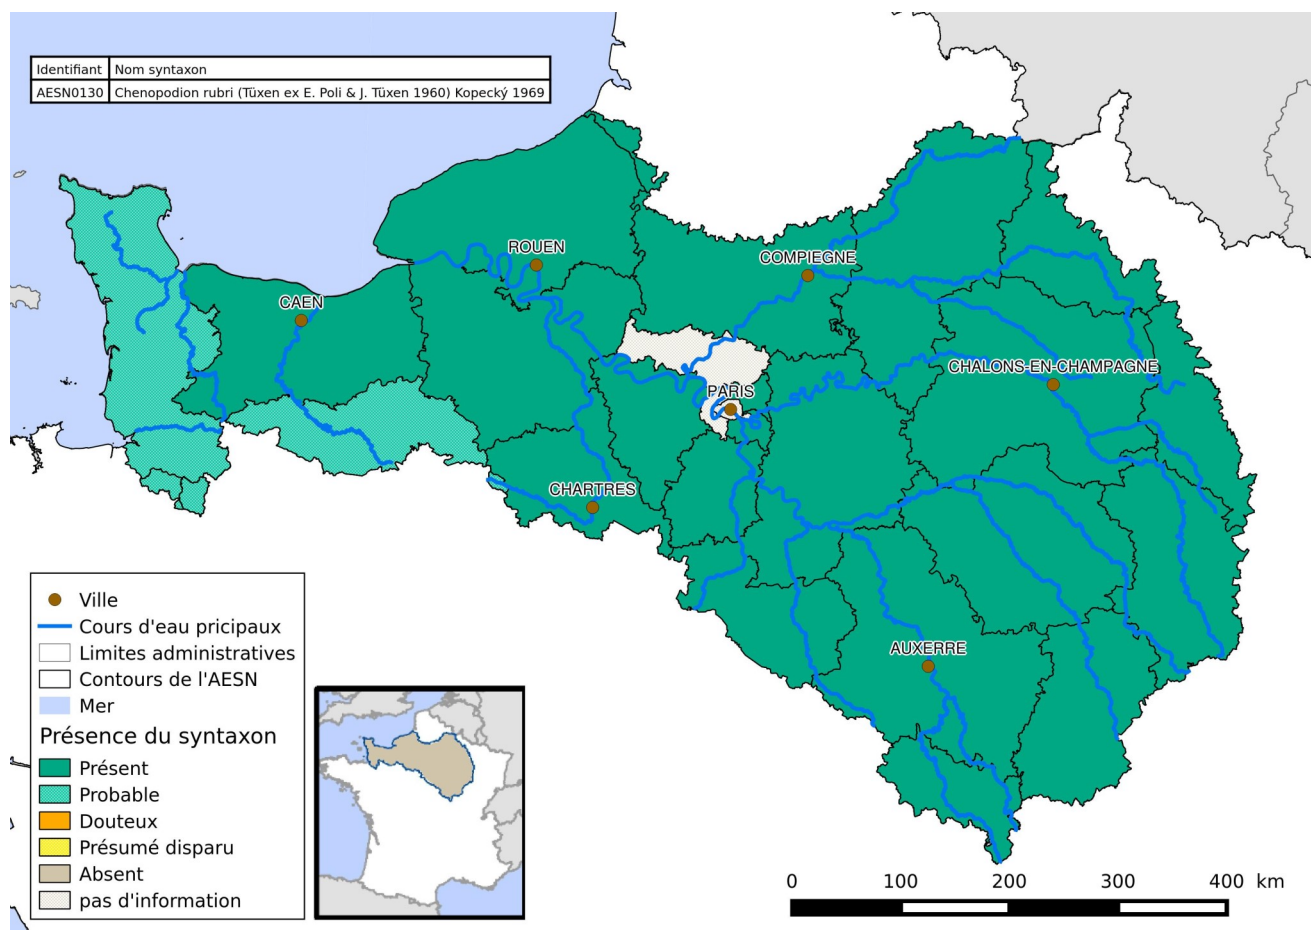 Identifiant Nom syntaxon
AESN0130 Chenopodion rubri (Tüxen ex E. Poli & J. Tüxen 1960) Kopecký 1969
ROUEN
COMPIEGNE
CAEN
CHALONS-EN-CHAMPAGNE
PARIS
CHARTRES
AUXERRE
Ville
Cours d'eau pricipaux
Limites administratives
Contours de l'AESN
Mer
Présence du syntaxon
Présent
Probable
Douteux
Présumé disparu
Absent
pas d'information
0 100 200 300 400 km